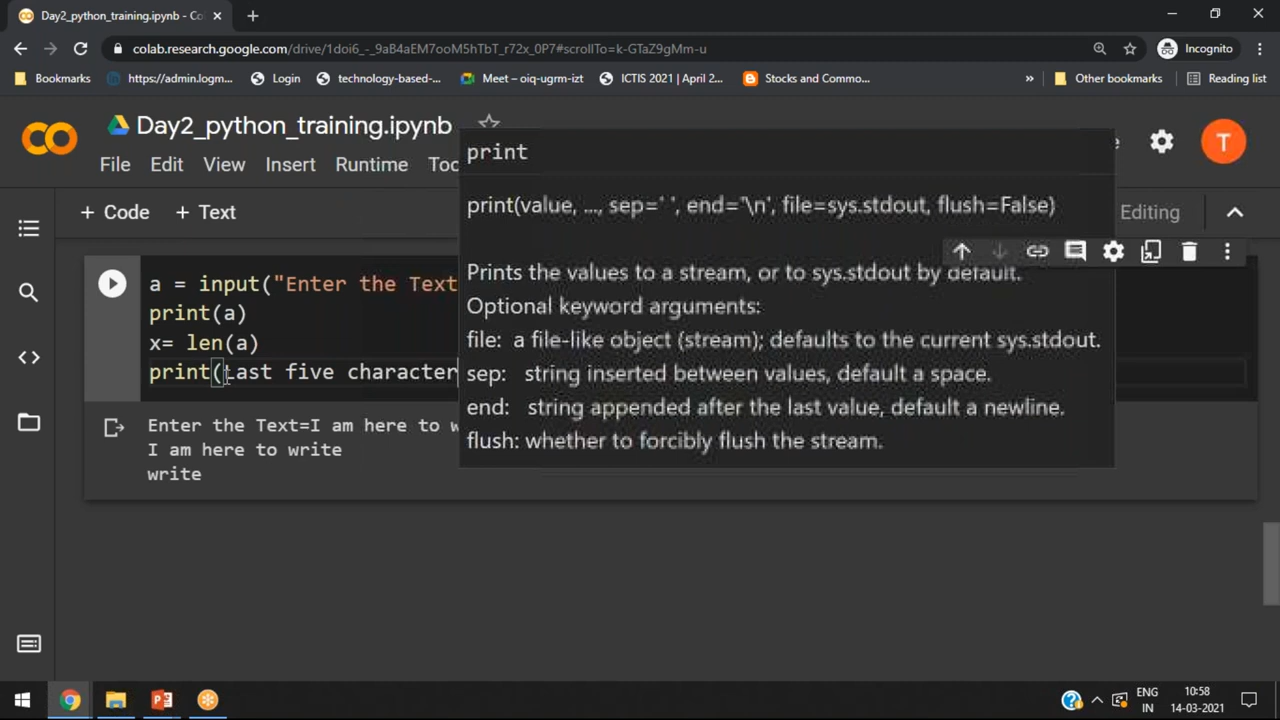 Day2_python_training.ipynb - Co
colab.research.google.com/drive/1doi6_-_9aB4aEM7ooM5hTbT_r72x_0P7#scrollTo=k-GTaZ9gMm-u
Incognito
Bookmarks
https://admin.logm...
Login
technology-based-...
Meet – oiq-ugrm-izt
ICTIS 2021 | April 2...
Stocks and Commo...
»
Other bookmarks
Reading list
Day2_python_training.ipynb
T
File Edit View Insert Runtime Too
+ Code + Text
Editing
print
print(value, ..., sep=' ', end='\n', file=sys.stdout, flush=False)
Prints the values to a stream, or to sys.stdout by default.
Optional keyword arguments:
file: a file-like object (stream); defaults to the current sys.stdout.
sep: string inserted between values, default a space.
end: string appended after the last value, default a newline.
flush: whether to forcibly flush the stream.
a = input("Enter the Text
print(a)
x= len(a)
print(Last five character
Enter the Text=I am here to w
I am here to write
write
ENG
IN
10:58
14-03-2021